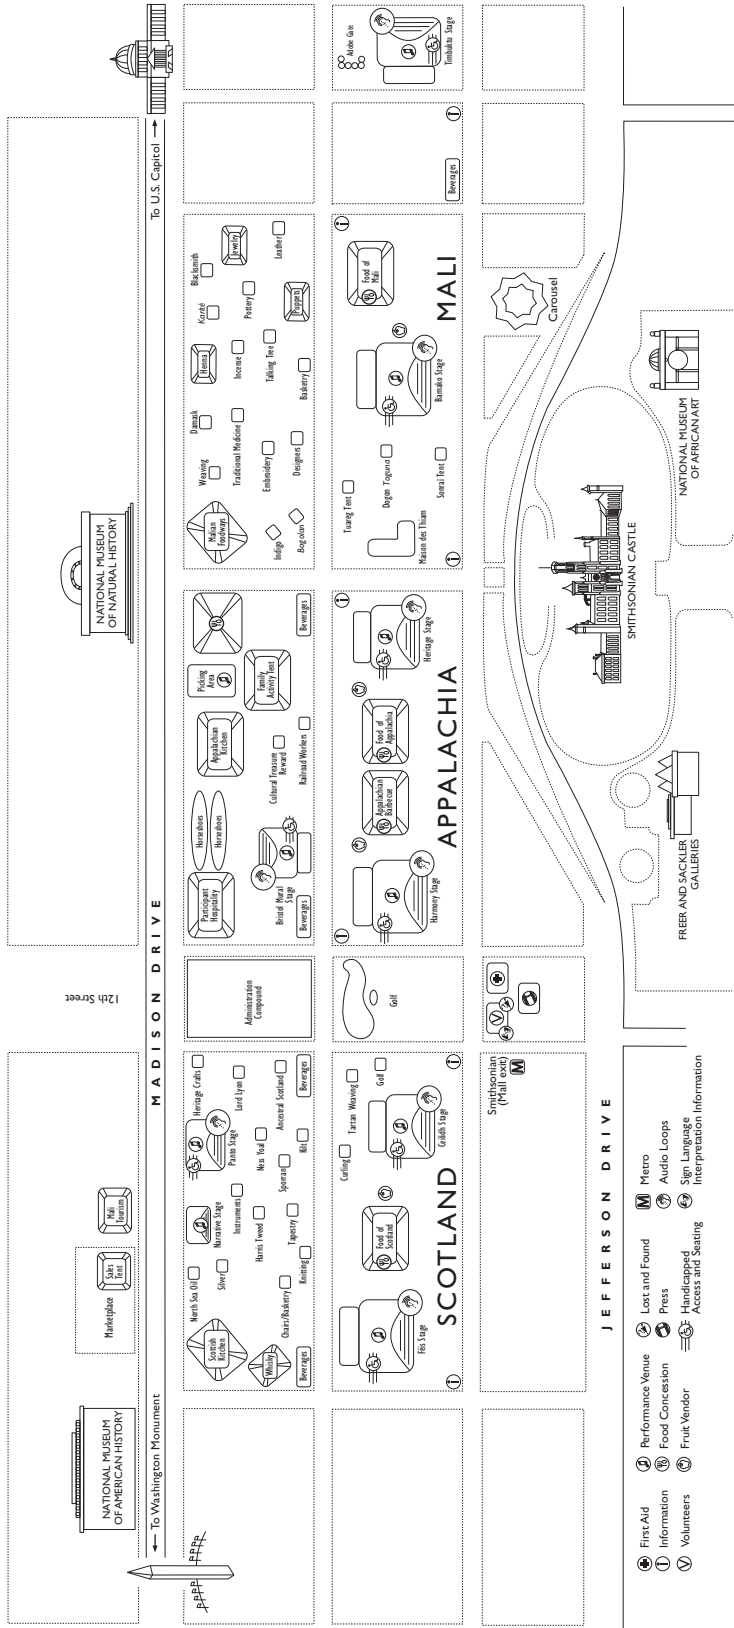 NATIONAL MUSEUM
OF AMERICAN HISTORY
Marketplace
Sales
Tent
Mali
Tourism
12th Street
NATIONAL MUSEUM
OF NATURAL HISTORY
← To Washington Monument
MADISON DRIVE
To U.S. Capitol →
Scottish
Kitchen
Whisky
Beverages
North Sea Oil
Silver
Chairs/Basketry
Knitting
Narrative Stage
Instruments
Harris Tweed
Tapestry
Panto Stage
Heritage Crafts
Lord Lyon
Ness Yoal
Sporran
Kilt
Ancestral Scotland
Beverages
Administration
Compound
Participant
Hospitality
Horseshoes
Horseshoes
Bristol Mural
Stage
Beverages
Appalachian
Kitchen
Cultural Treasure
Reward
Railroad Workers
Picking
Area
Family
Activity Tent
Beverages
Malian
Foodways
Indigo
Bogolan
Weaving
Damask
Traditional Medicine
Embroidery
Designers
Henna
Incense
Talking Tree
Basketry
Karité
Blacksmith
Pottery
Puppets
Jewelry
Leather
Féis Stage
Food of
Scotland
Curling
Tartan Weaving
Golf
Ceilidh Stage
SCOTLAND
Golf
Harmony Stage
Appalachian
Barbecue
Food of
Appalachia
Heritage Stage
APPALACHIA
Maison des Thiam
Tuareg Tent
Dogon Toguna
Sonrai Tent
Bamako Stage
Food of
Mali
MALI
Beverages
Adobe Gate
Timbuktu Stage
Smithsonian
(Mall exit)
M
V
Carousel
JEFFERSON DRIVE
FREER AND SACKLER
GALLERIES
SMITHSONIAN CASTLE
NATIONAL MUSEUM
OF AFRICAN ART
First Aid
i Information
V Volunteers
Performance Venue
Food Concession
Fruit Vendor
Lost and Found
Press
Handicapped
Access and Seating
M Metro
Audio Loops
Sign Language
Interpretation Information